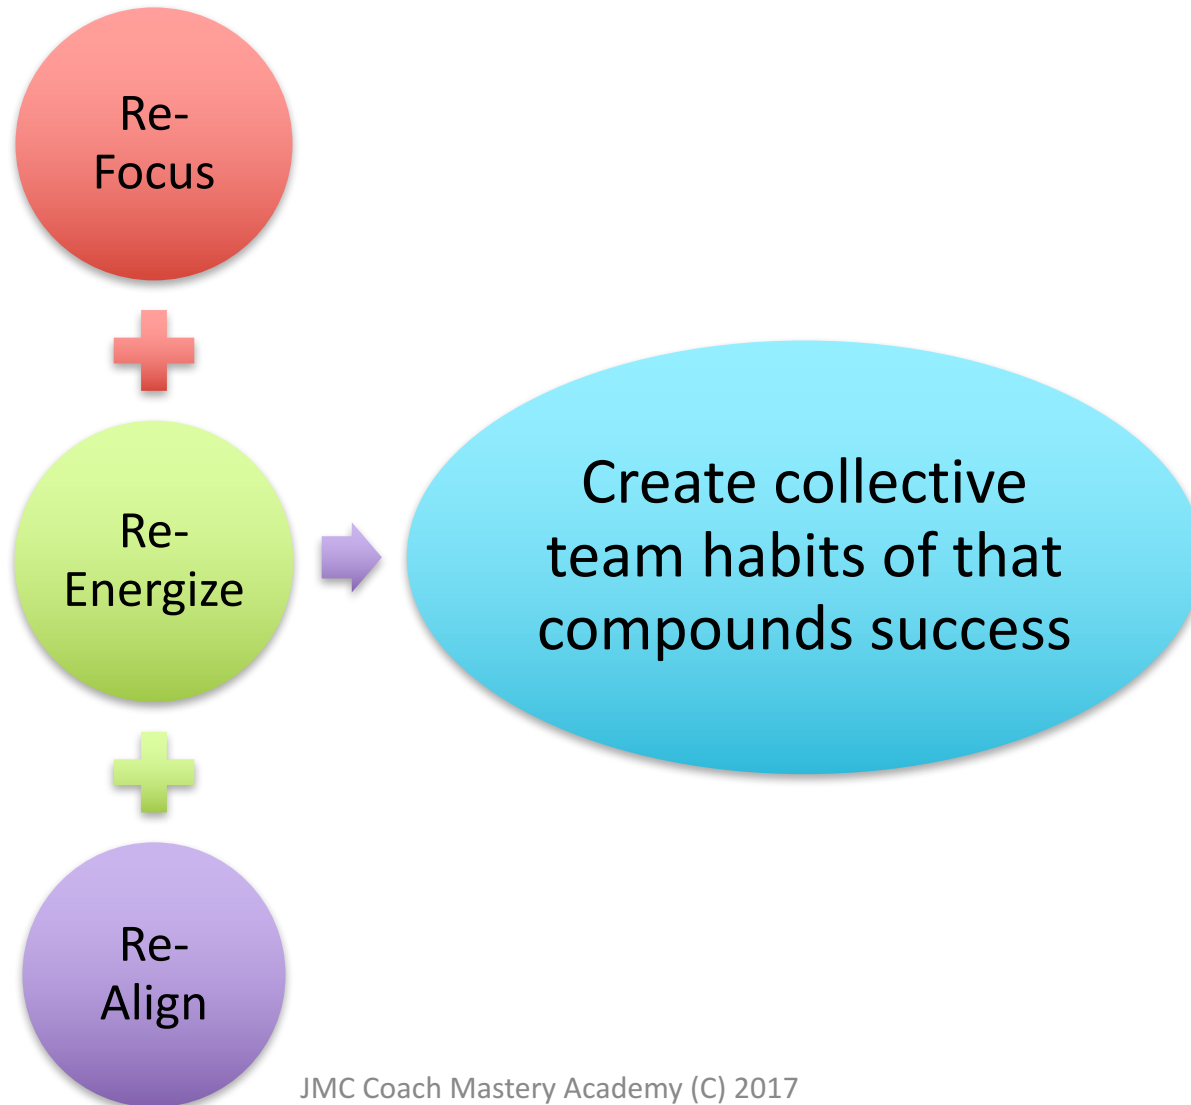 Re-
Focus
Re-
Energize
Re-
Align
Create collective
team habits of that
compounds success
JMC Coach Mastery Academy (C) 2017